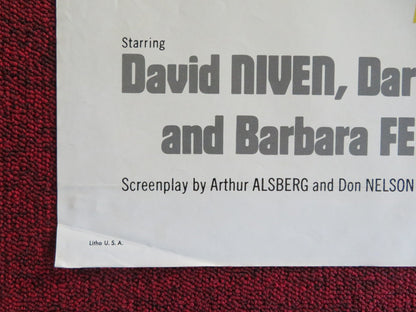 Starring
David NIVEN, Dar
and Barbara FE
Screenplay by Arthur ALSBERG and Don NELSON
Litho U. S. A.